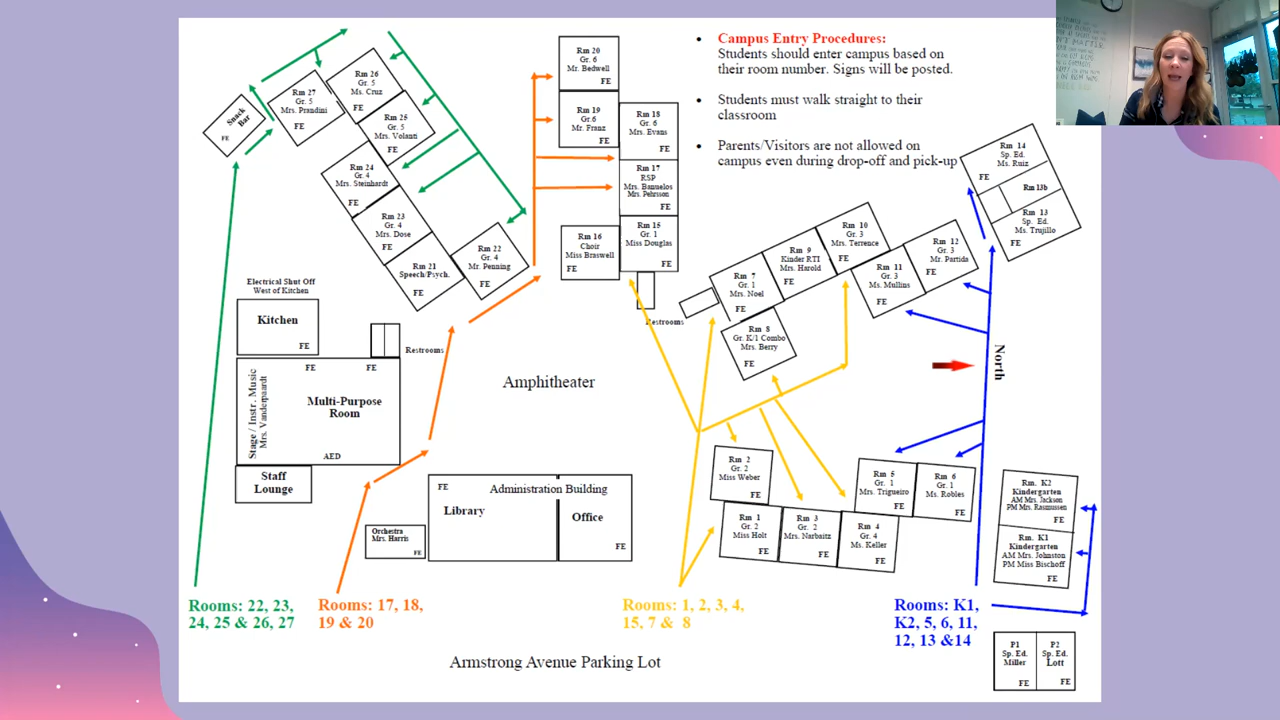 Campus Entry Procedures:
Students should enter campus based on
their room number. Signs will be posted.
Students must walk straight to their
classroom
Parents/Visitors are not allowed on
campus even during drop-off and pick-up
Snack
Bar
FE
Rm 27
Gr. 5
Mrs. Prandini
FE
Rm 26
Gr. 5
Ms. Cruz
FE
Rm 25
Gr. 5
Mrs. Volanti
FE
Rm 24
Gr. 4
Mrs. Steinhardt
FE
Rm 23
Gr. 4
Mrs. Dose
FE
Rm 21
Speech/Psych.
FE
Rm 22
Gr. 4
Mr. Penning
FE
Rm 20
Gr. 6
Mr. Bedwell
FE
Rm 19
Gr. 6
Mr. Franz
FE
Rm 18
Gr. 6
Mrs. Evans
FE
Rm 17
RSP
Mrs. Banuelos
Mrs. Pehrsson
FE
Rm 16
Choir
Miss Braswell
FE
Rm 15
Gr. 1
Miss Douglas
FE
Restrooms
Rm 14
Sp. Ed.
Ms. Ruiz
FE
Rm 13b
Rm 13
Sp. Ed.
Ms. Trujillo
FE
Rm 10
Gr. 3
Mrs. Terrence
FE
Rm 9
Kinder RTI
Mrs. Harold
FE
Rm 7
Gr. 1
Mrs. Noel
FE
Rm 8
Gr. K/1 Combo
Mrs. Berry
FE
Rm 12
Gr. 3
Mr. Partida
FE
Rm 11
Gr. 3
Ms. Mullins
FE
North
Electrical Shut Off
West of Kitchen
Kitchen
FE
Restrooms
FE
FE
Stage / Instr. Music
Mrs. Vanderpaardt
Multi-Purpose
Room
AED
Staff
Lounge
Amphitheater
FE
Administration Building
Library
Office
FE
Orchestra
Mrs. Harris
FE
Rm 2
Gr. 2
Miss Weber
FE
Rm 1
Gr. 2
Miss Holt
FE
Rm 3
Gr. 2
Mrs. Narbaitz
FE
Rm 4
Gr. 4
Ms. Keller
FE
Rm 5
Gr. 1
Mrs. Trigueiro
FE
Rm 6
Gr. 1
Ms. Robles
FE
Rm. K2
Kindergarten
AM Mrs. Jackson
PM Mrs. Rasmussen
FE
Rm. K1
Kindergarten
AM Mrs. Johnston
PM Miss Bischoff
FE
P1
Sp. Ed.
Miller
FE
P2
Sp. Ed.
Lott
FE
Rooms: 22, 23,
24, 25 & 26, 27
Rooms: 17, 18,
19 & 20
Rooms: 1, 2, 3, 4,
15, 7 & 8
Rooms: K1,
K2, 5, 6, 11,
12, 13 &14
Armstrong Avenue Parking Lot